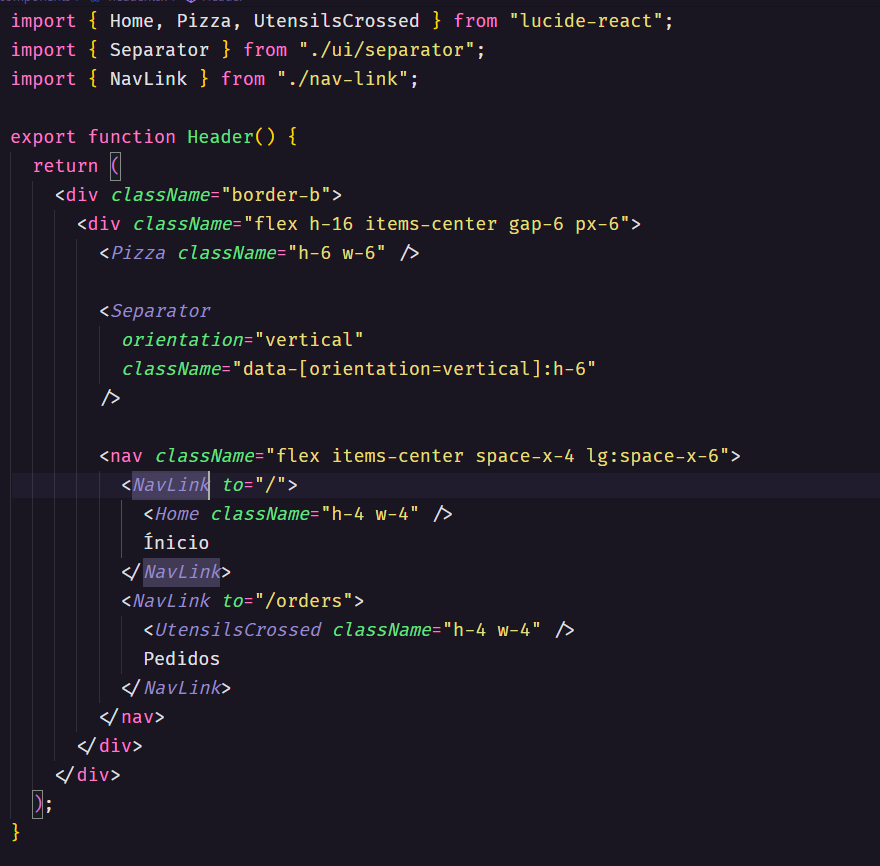 import { Home, Pizza, UtensilsCrossed } from "lucide-react";
import { Separator } from "./ui/separator";
import { NavLink } from "./nav-link";
export function Header() {
return (
<div className="border-b">
<div className="flex h-16 items-center gap-6 px-6">
<Pizza className="h-6 w-6" />
<Separator
orientation="vertical"
className="data-[orientation=vertical]:h-6"
/>
<nav className="flex items-center space-x-4 lg:space-x-6">
<NavLink to="/">
<Home className="h-4 w-4" />
Ínicio
</NavLink>
<NavLink to="/orders">
<UtensilsCrossed className="h-4 w-4" />
Pedidos
</NavLink>
</nav>
</div>
</div>
);
}